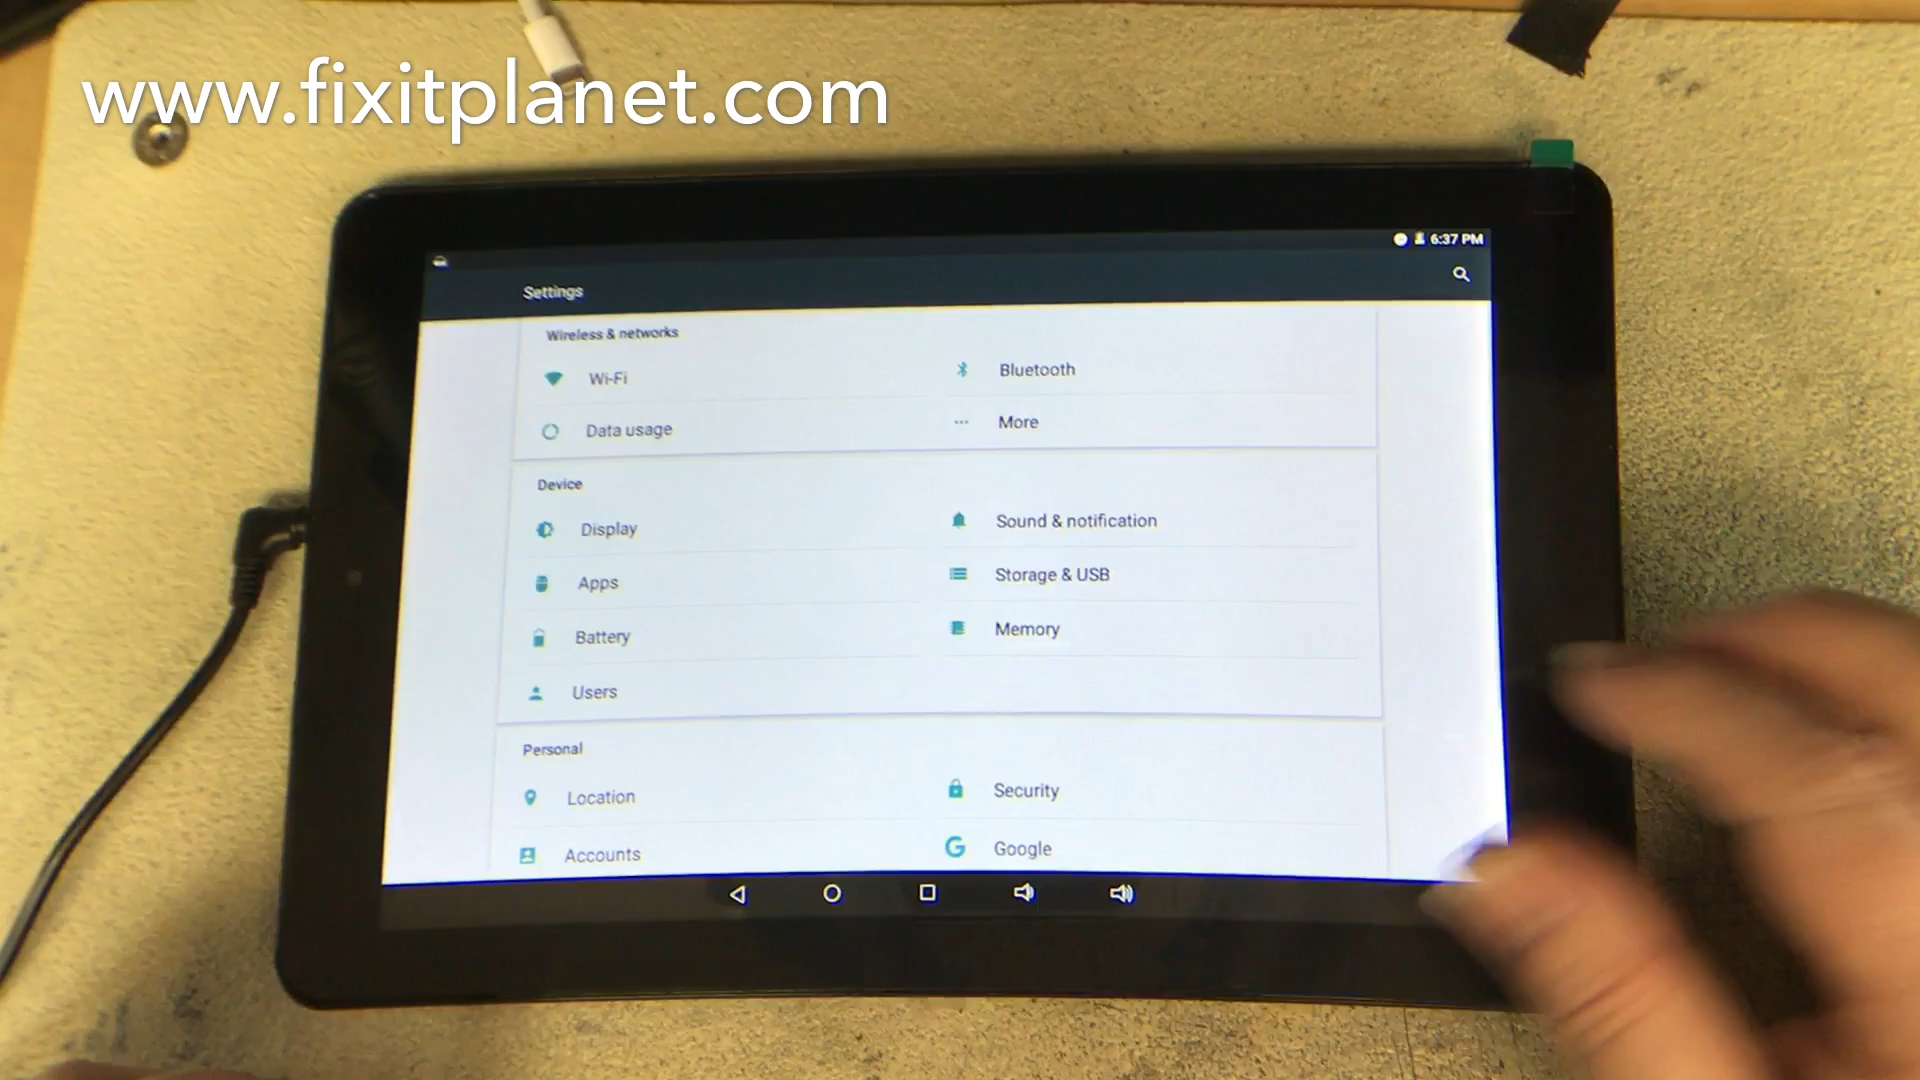 www.fixitplanet.com
6:37 PM
Settings
Wireless & networks
Wi-Fi
Bluetooth
Data usage
More
Device
Display
Sound & notification
Apps
Storage & USB
Battery
Memory
Users
Personal
Location
Security
Accounts
Google